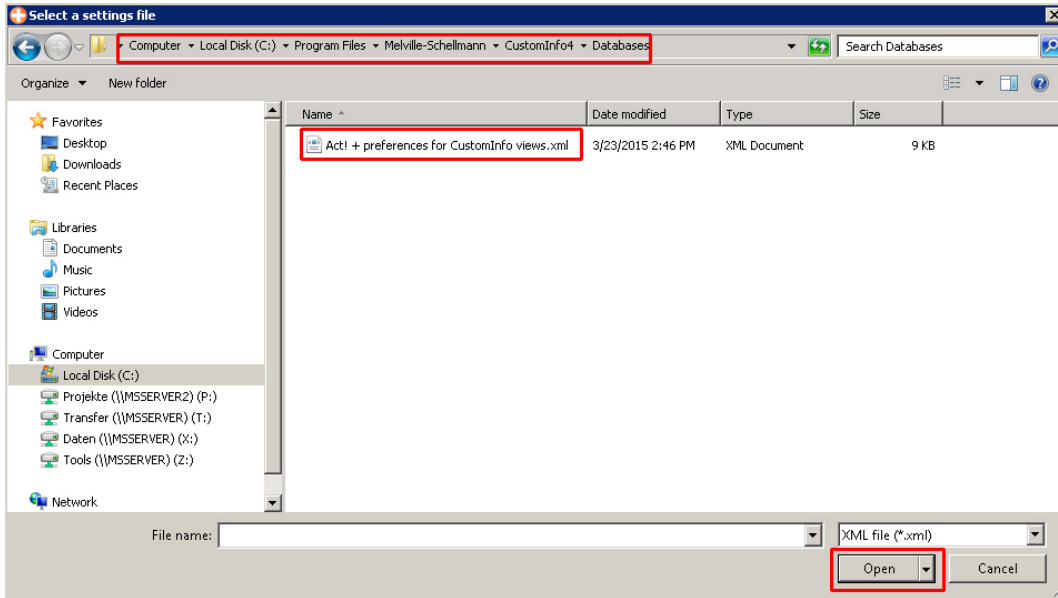 Select a settings file
Computer Local Disk (C:) Program Files Melville-Schellmann CustomInfo4 Databases
Search Databases
Organize New folder
Name Date modified Type Size
Act! + preferences for CustomInfo views.xml 3/23/2015 2:46 PM XML Document 9 KB
Favorites
Desktop
Downloads
Recent Places
Libraries
Documents
Music
Pictures
Videos
Computer
Local Disk (C:)
Projekte (\\MSSERVER2) (P:)
Transfer (\\MSSERVER) (T:)
Daten (\\MSSERVER) (X:)
Tools (\\MSSERVER) (Z:)
Network
File name: XML file (*.xml)
Open Cancel